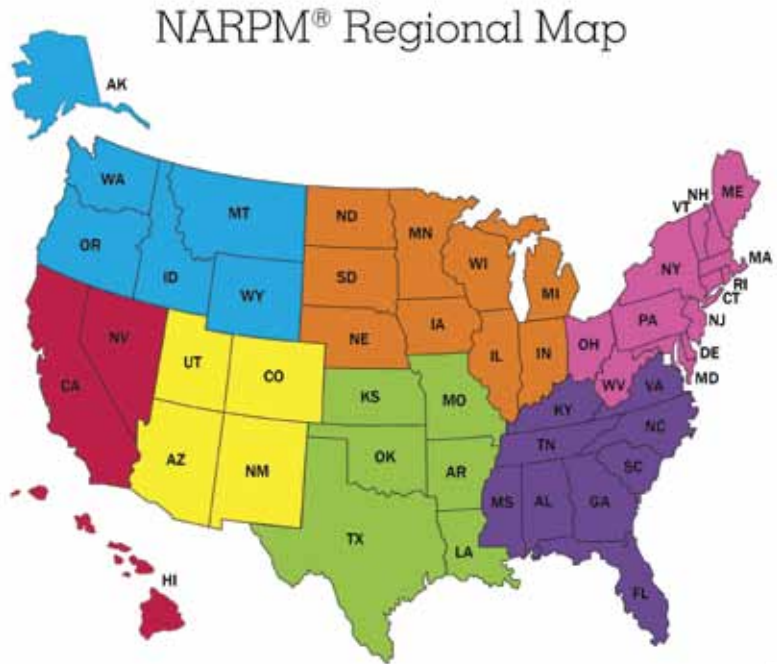 NARPM® Regional Map
AK
WA
MT
ND
MN
OR
ID
WY
SD
WI
MI
NE
IA
IL
IN
OH
PA
NY
VT
NH
ME
MA
RI
CT
NJ
DE
MD
WV
VA
NV
CA
UT
CO
KS
MO
KY
AZ
NM
OK
AR
TN
NC
SC
MS
AL
GA
TX
LA
FL
HI